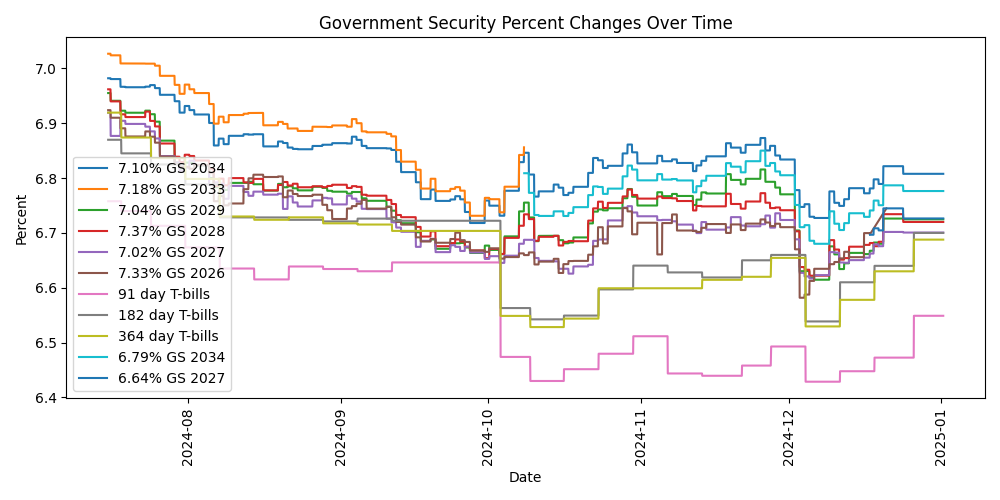 Government Security Percent Changes Over Time
Percent
7.0
6.9
6.8
6.7
6.6
6.5
6.4
7.10% GS 2034
7.18% GS 2033
7.04% GS 2029
7.37% GS 2028
7.02% GS 2027
7.33% GS 2026
91 day T-bills
182 day T-bills
364 day T-bills
6.79% GS 2034
6.64% GS 2027
2024-08
2024-09
2024-10
2024-11
2024-12
2025-01
Date